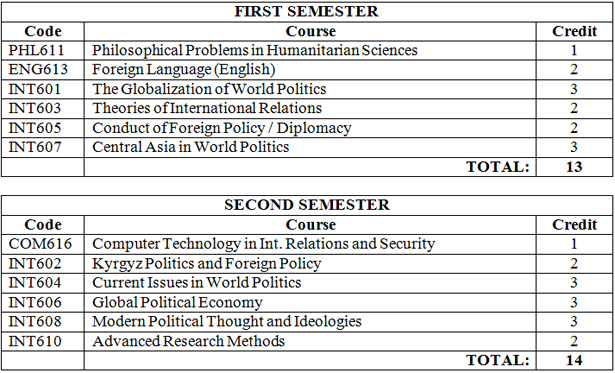 FIRST SEMESTER
Code Course Credit
PHL611 Philosophical Problems in Humanitarian Sciences 1
ENG613 Foreign Language (English) 2
INT601 The Globalization of World Politics 3
INT603 Theories of International Relations 2
INT605 Conduct of Foreign Policy / Diplomacy 2
INT607 Central Asia in World Politics 3
TOTAL: 13
SECOND SEMESTER
Code Course Credit
COM616 Computer Technology in Int. Relations and Security 1
INT602 Kyrgyz Politics and Foreign Policy 2
INT604 Current Issues in World Politics 3
INT606 Global Political Economy 3
INT608 Modern Political Thought and Ideologies 3
INT610 Advanced Research Methods 2
TOTAL: 14